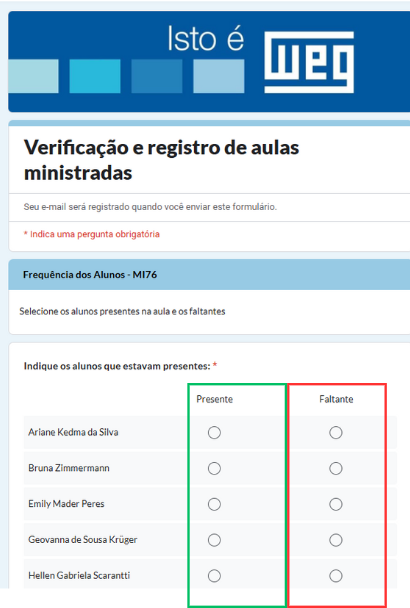 Isto é
weg
Verificação e registro de aulas
ministradas
Seu e-mail será registrado quando você enviar este formulário.
* Indica uma pergunta obrigatória
Frequência dos Alunos - MI76
Selecione os alunos presentes na aula e os faltantes
Indique os alunos que estavam presentes: *
Presente Faltante
Ariane Kedma da SIlva
Bruna Zimmermann
Emily Mader Peres
Geovanna de Sousa Krüger
Hellen Gabriela Scarantti